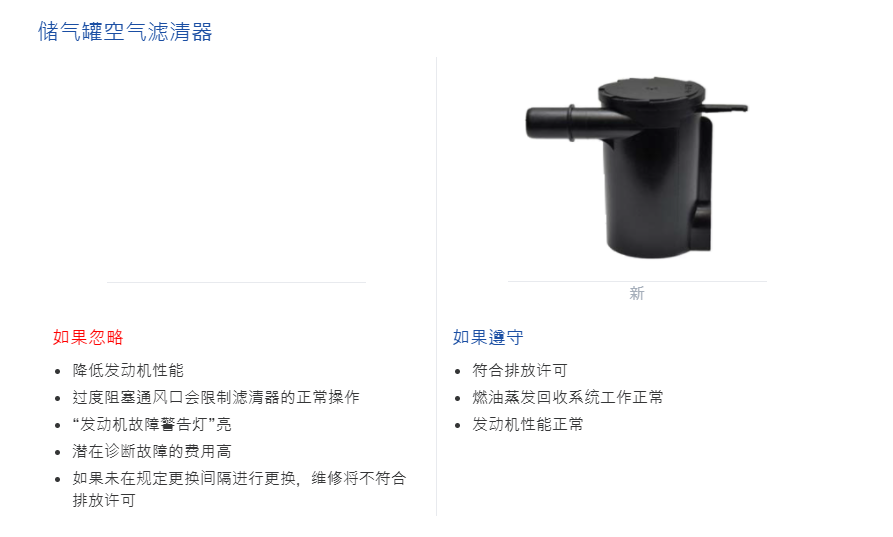 储气罐空气滤清器
新
如果忽略
降低发动机性能
过度阻塞通风口会限制滤清器的正常操作
“发动机故障警告灯”亮
潜在诊断故障的费用高
如果未在规定更换间隔进行更换，维修将不符合
排放许可
如果遵守
符合排放许可
燃油蒸发回收系统工作正常
发动机性能正常